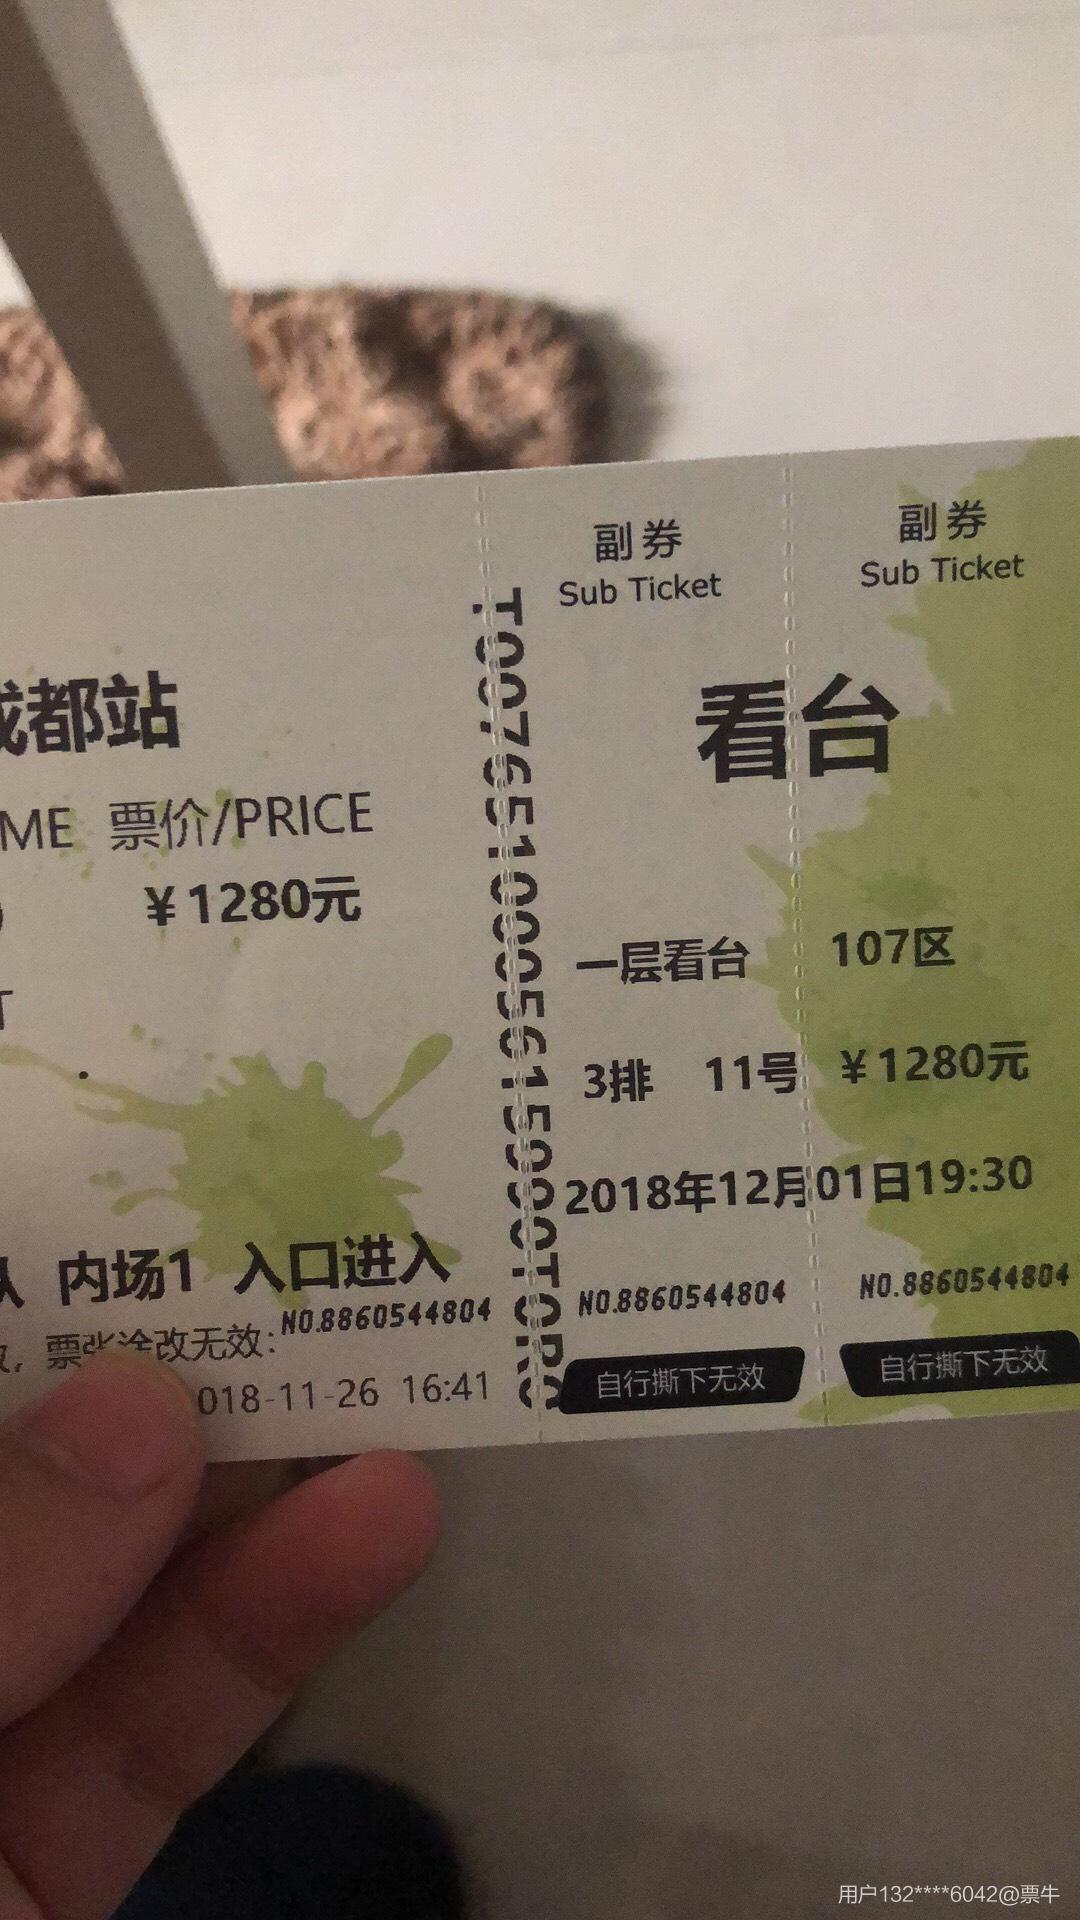 都站
ME 票价/PRICE
￥1280元
内场1 入口进入
票张涂改无效:
NO.8860544804
018-11-26 16:41
副券
Sub Ticket
副券
Sub Ticket
看台
一层看台 107区
3排 11号 ￥1280元
2018年12月01日19:30
NO.8860544804
NO.8860544804
自行撕下无效
自行撕下无效
用户132****6042@票牛